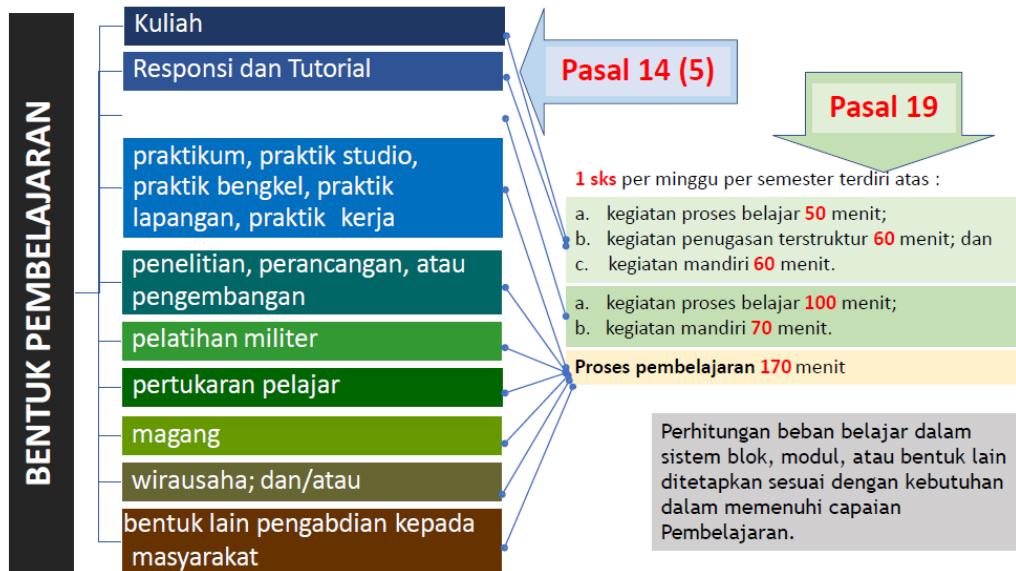 BENTUK PEMBELAJARAN
Kuliah
Responsi dan Tutorial
praktikum, praktik studio,
praktik bengkel, praktik
lapangan, praktik kerja
penelitian, perancangan, atau
pengembangan
pelatihan militer
pertukaran pelajar
magang
wirausaha; dan/atau
bentuk lain pengabdian kepada
masyarakat
Pasal 14 (5)
Pasal 19
1 sks per minggu per semester terdiri atas :
a. kegiatan proses belajar 50 menit;
b. kegiatan penugasan terstruktur 60 menit; dan
c. kegiatan mandiri 60 menit.
a. kegiatan proses belajar 100 menit;
b. kegiatan mandiri 70 menit.
Proses pembelajaran 170 menit
Perhitungan beban belajar dalam
sistem blok, modul, atau bentuk lain
ditetapkan sesuai dengan kebutuhan
dalam memenuhi capaian
Pembelajaran.